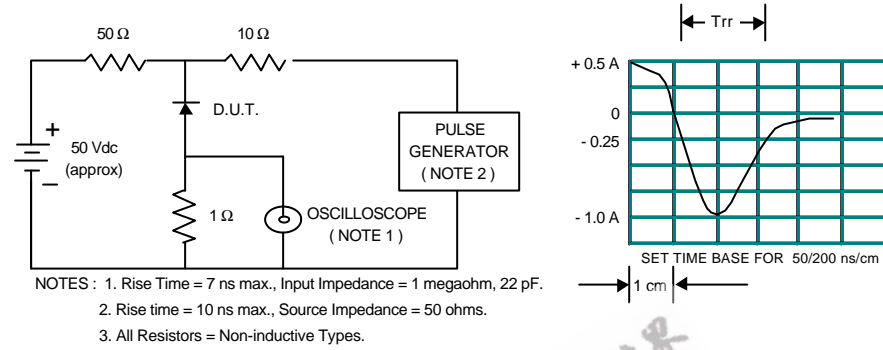 50 Ω
10 Ω
D.U.T.
+
50 Vdc
(approx)
−
1 Ω
OSCILLOSCOPE
( NOTE 1 )
PULSE
GENERATOR
( NOTE 2 )
Trr
+ 0.5 A
0
- 0.25
- 1.0 A
SET TIME BASE FOR 50/200 ns/cm
1 cm
NOTES : 1. Rise Time = 7 ns max., Input Impedance = 1 megaohm, 22 pF.
2. Rise time = 10 ns max., Source Impedance = 50 ohms.
3. All Resistors = Non-inductive Types.